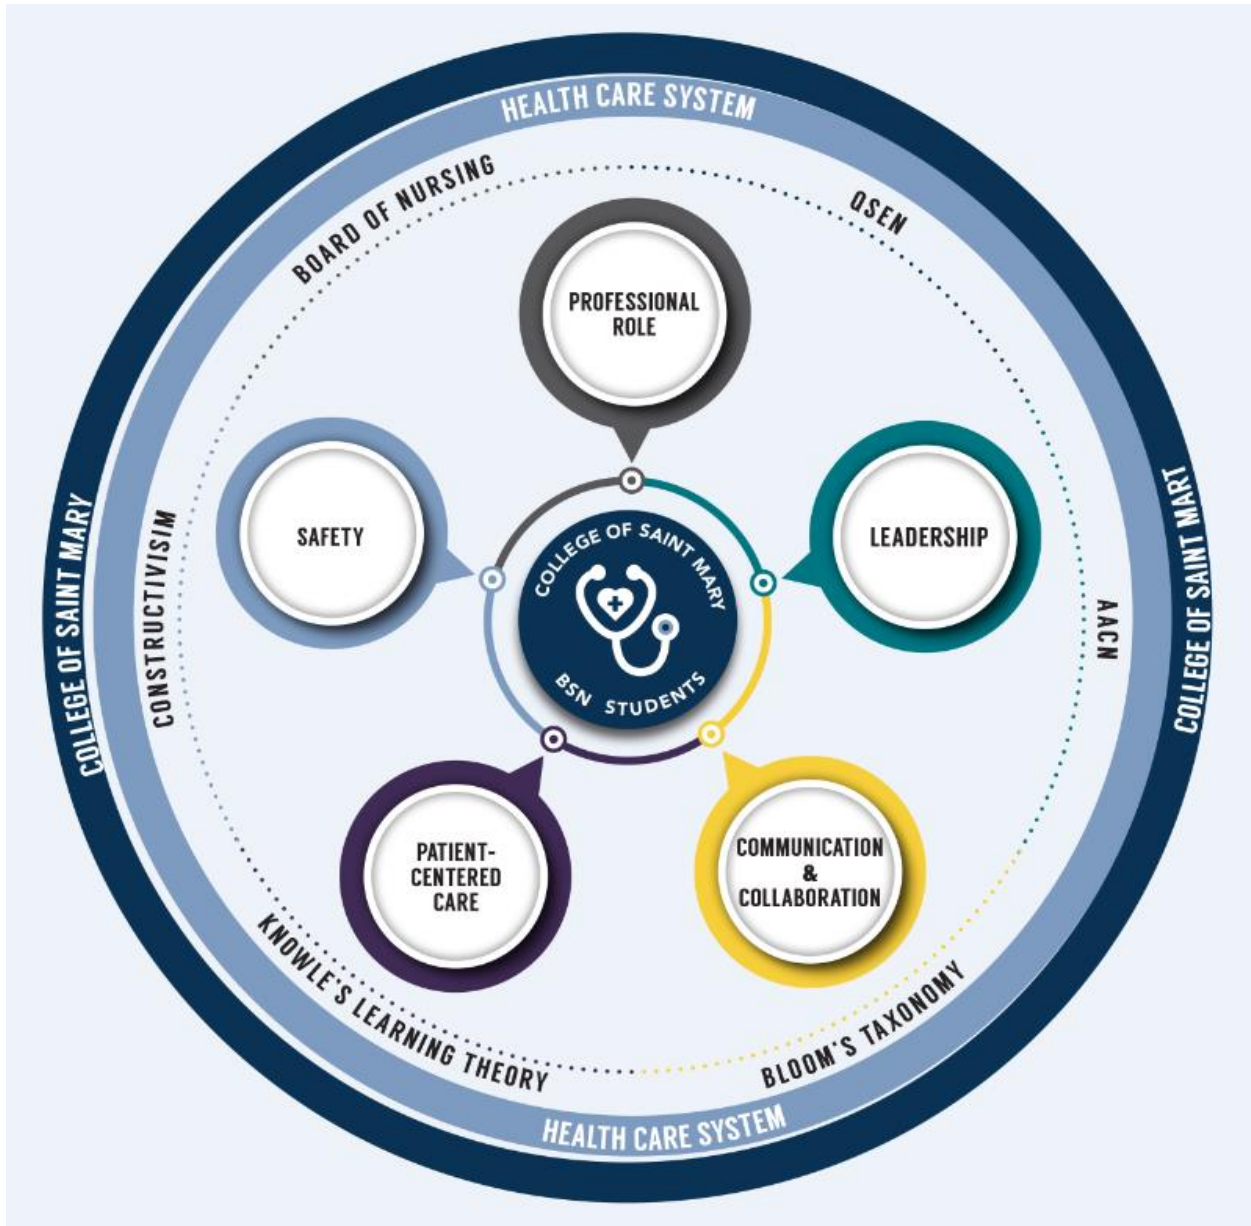 HEALTH CARE SYSTEM
BOARD OF NURSING
QSEN
PROFESSIONAL
ROLE
SAFETY
LEADERSHIP
COLLEGE OF SAINT MARY
CONSTRUCTIVISIM
COLLEGE OF SAINT MARY
BSN STUDENTS
AACN
COLLEGE OF SAINT MART
PATIENT-
CENTERED
CARE
COMMUNICATION
&
COLLABORATION
KNOWLE'S LEARNING THEORY
BLOOM'S TAXONOMY
HEALTH CARE SYSTEM